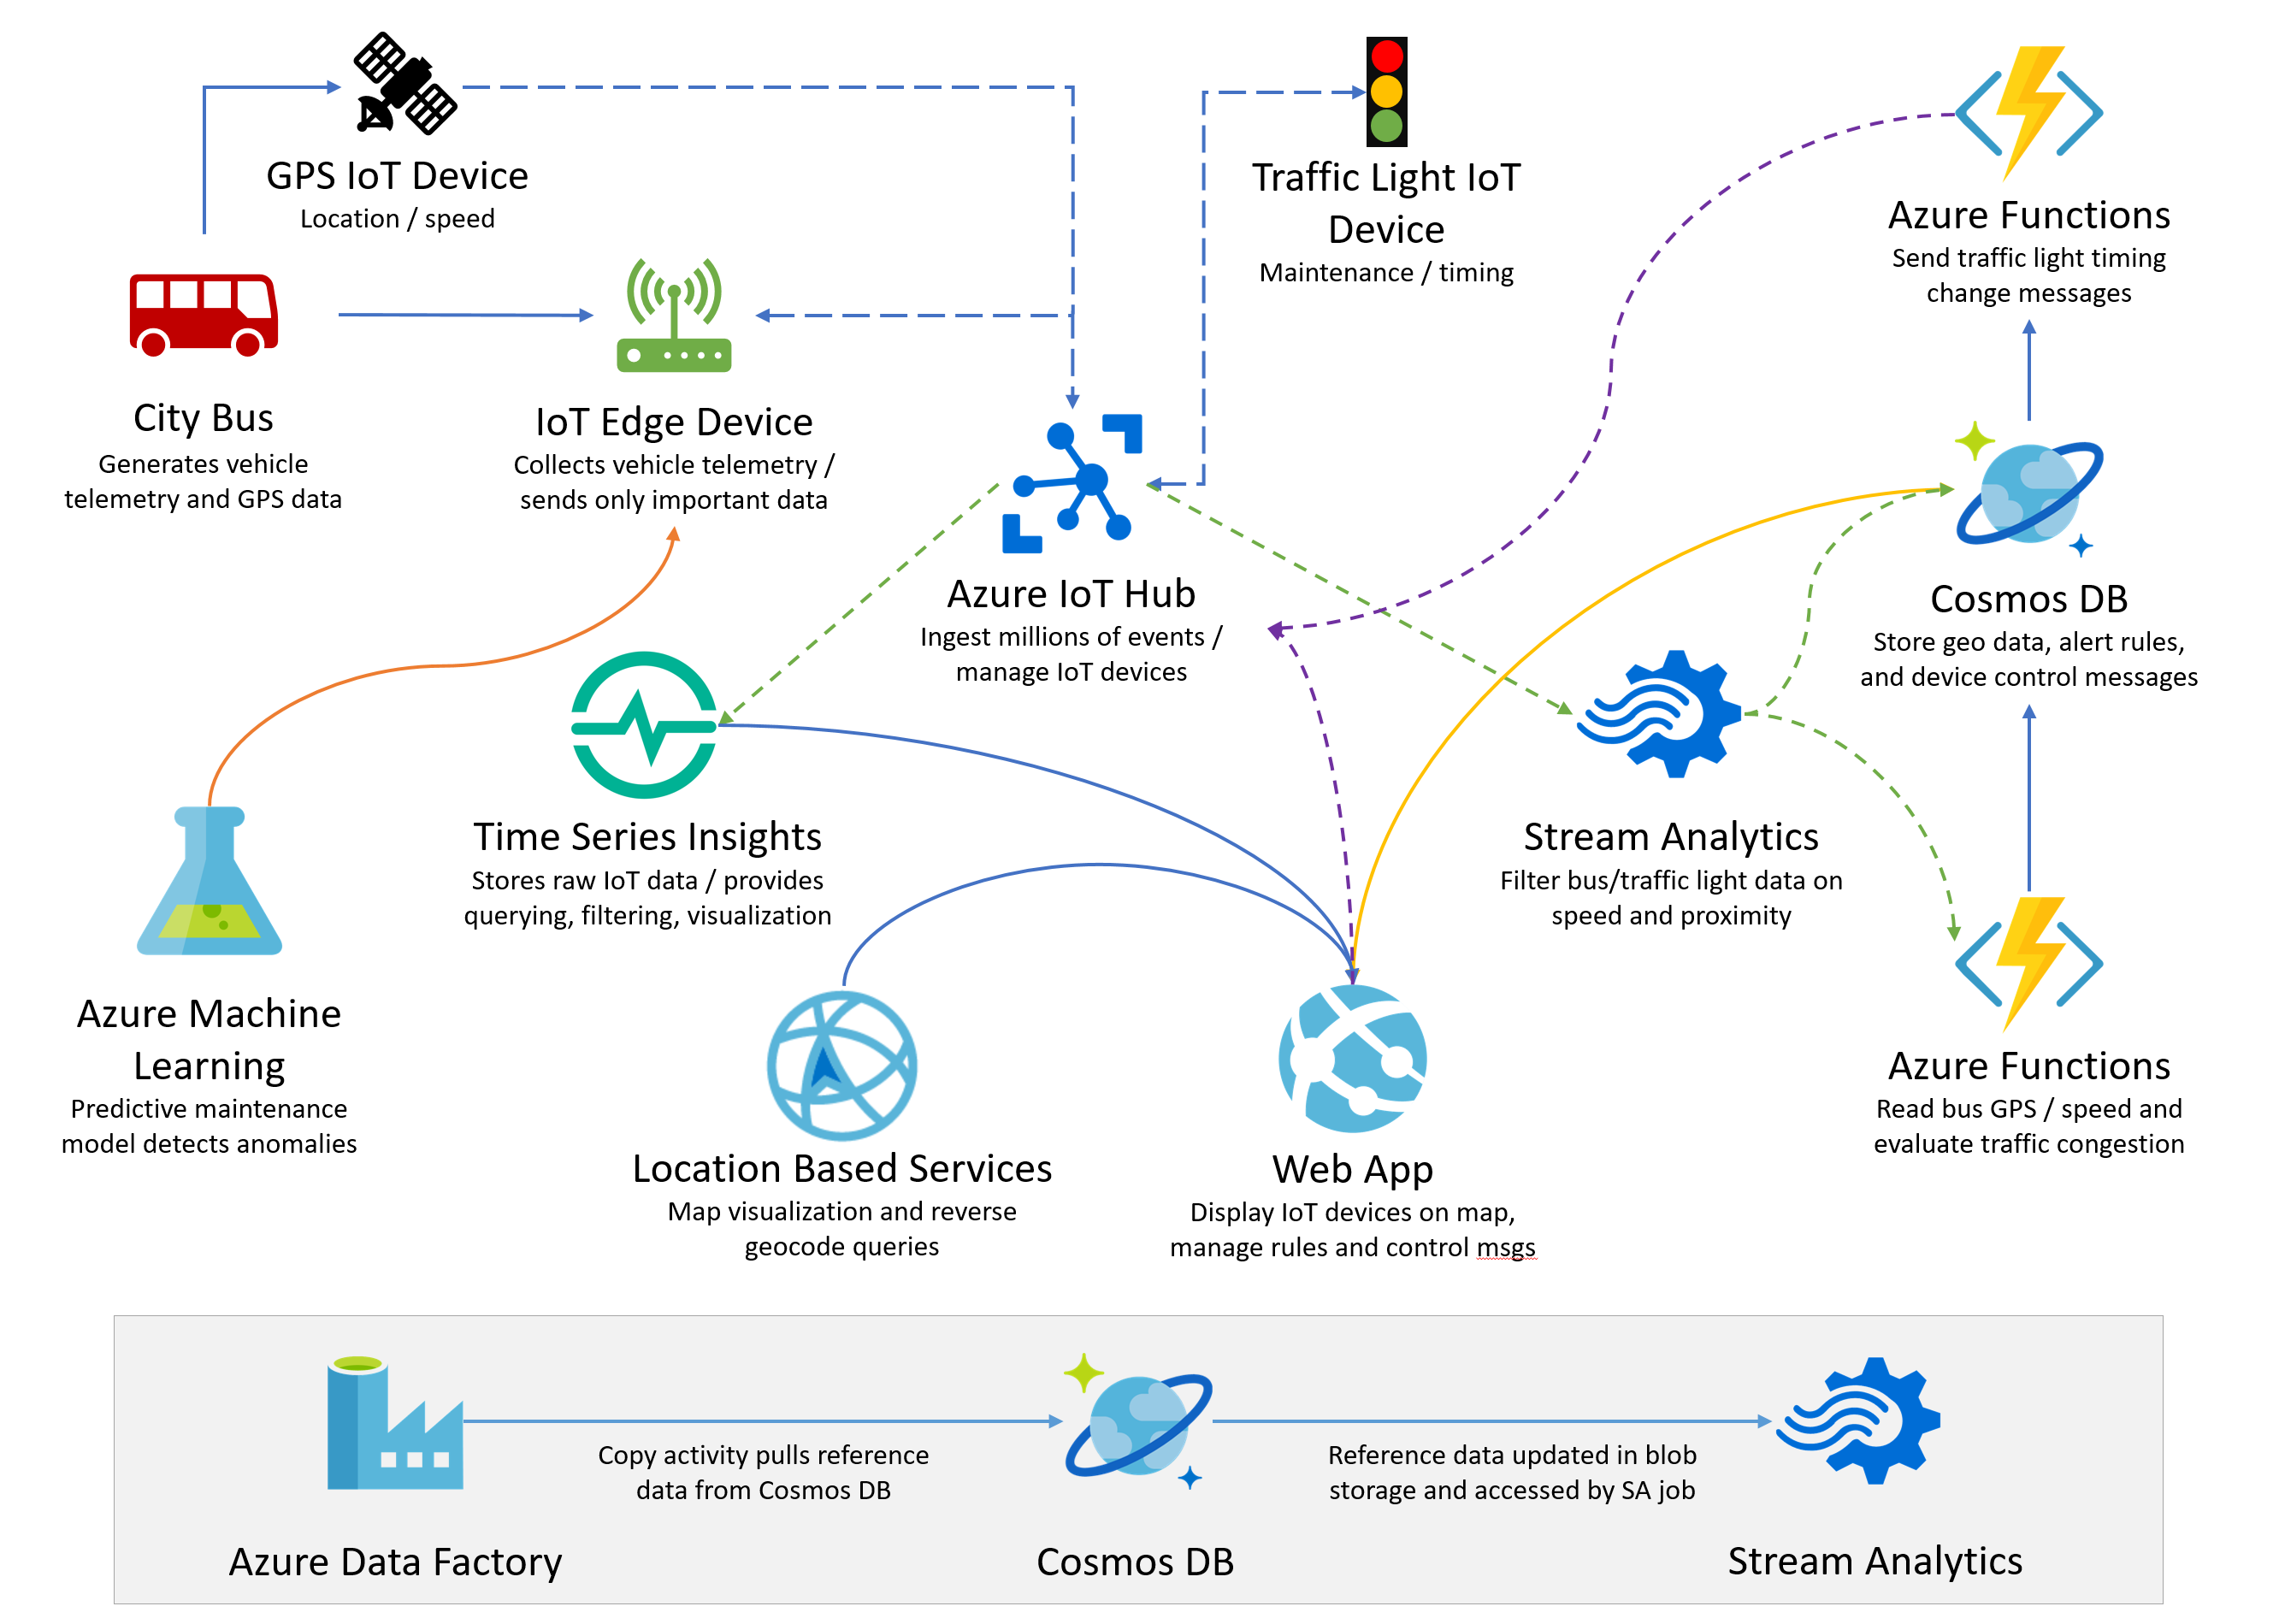 GPS IoT Device
Location / speed
Traffic Light IoT
Device
Maintenance / timing
Azure Functions
Send traffic light timing
change messages
City Bus
Generates vehicle
telemetry and GPS data
IoT Edge Device
Collects vehicle telemetry /
sends only important data
Azure IoT Hub
Ingest millions of events /
manage IoT devices
Cosmos DB
Store geo data, alert rules,
and device control messages
Time Series Insights
Stores raw IoT data / provides
querying, filtering, visualization
Stream Analytics
Filter bus/traffic light data on
speed and proximity
Azure Machine
Learning
Predictive maintenance
model detects anomalies
Location Based Services
Map visualization and reverse
geocode queries
Web App
Display IoT devices on map,
manage rules and control msgs
Azure Functions
Read bus GPS / speed and
evaluate traffic congestion
Copy activity pulls reference
data from Cosmos DB
Reference data updated in blob
storage and accessed by SA job
Azure Data Factory
Cosmos DB
Stream Analytics